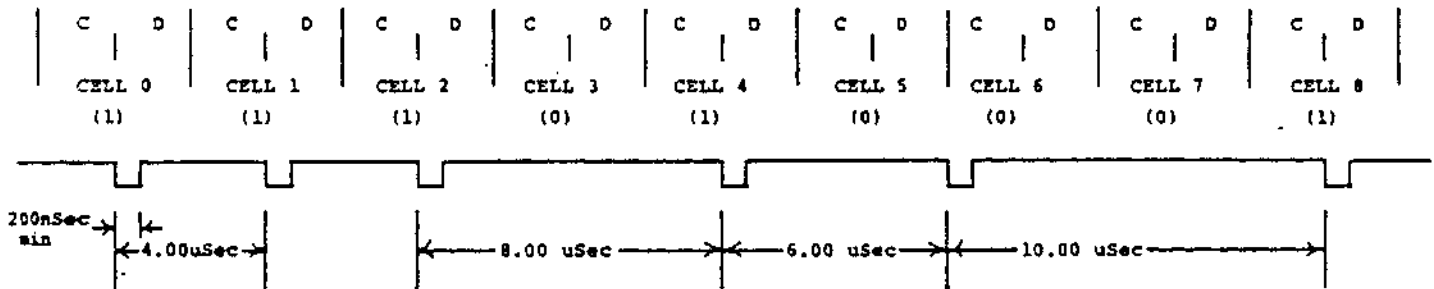 C D C D C D C D C D C D C D C D C D
CELL 0 CELL 1 CELL 2 CELL 3 CELL 4 CELL 5 CELL 6 CELL 7 CELL 8
(1) (1) (1) (0) (1) (0) (0) (0) (1)
200nSec
min
4.00uSec 8.00 uSec 6.00 uSec 10.00 uSec